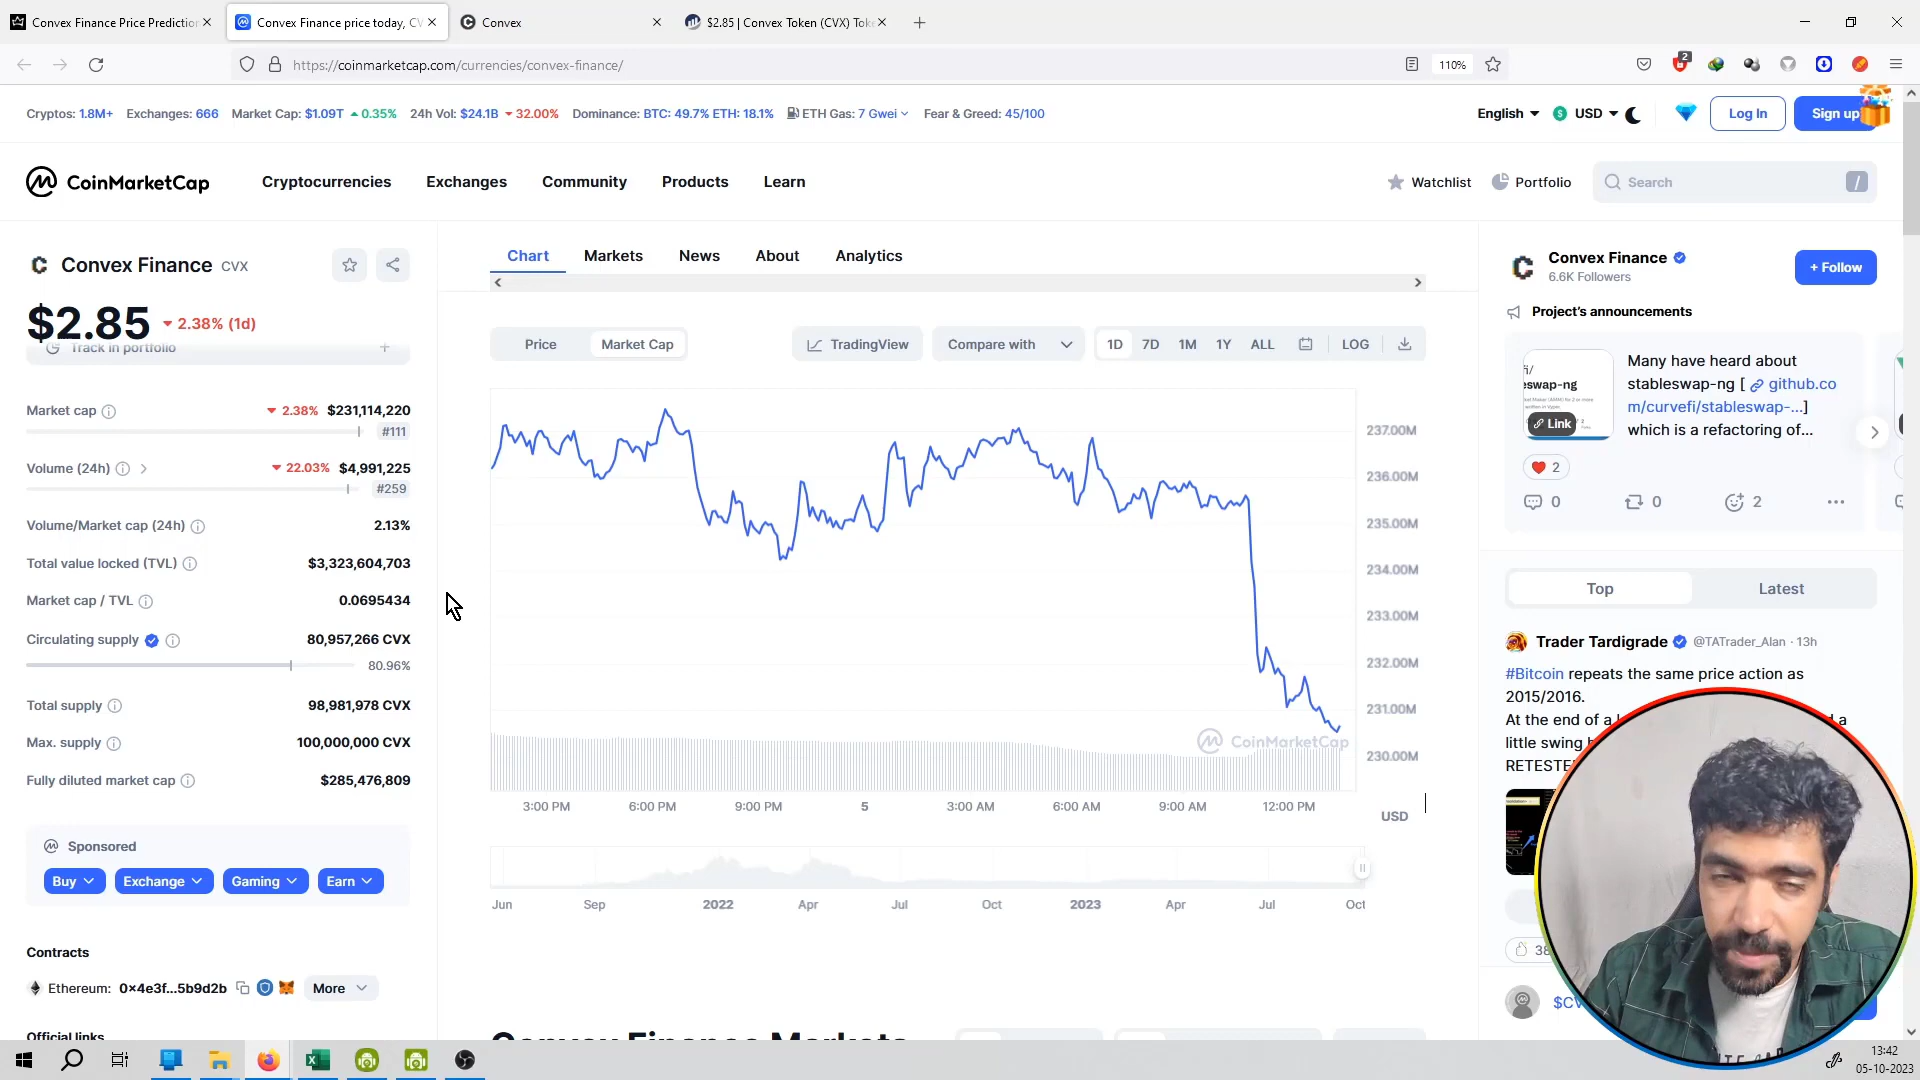 Convex Finance Price Prediction
Convex Finance price today, CV
Convex
$2.85 | Convex Token (CVX) Tok
https://coinmarketcap.com/currencies/convex-finance/
110%
2
Cryptos: 1.8M+ Exchanges: 666 Market Cap: $1.09T 0.35% 24h Vol: $24.1B 32.00% Dominance: BTC: 49.7% ETH: 18.1% ETH Gas: 7 Gwei Fear & Greed: 45/100
English USD Log In Sign up
CoinMarketCap
Cryptocurrencies Exchanges Community Products Learn
Watchlist Portfolio Search /
Convex Finance CVX
$2.85 2.38% (1d)
Track in portfolio +
Market cap 2.38% $231,114,220
#111
Volume (24h) 22.03% $4,991,225
#259
Volume/Market cap (24h) 2.13%
Total value locked (TVL) $3,323,604,703
Market cap / TVL 0.0695434
Circulating supply 80,957,266 CVX
80.96%
Total supply 98,981,978 CVX
Max. supply 100,000,000 CVX
Fully diluted market cap $285,476,809
Sponsored
Buy Exchange Gaming Earn
Contracts
Ethereum: 0x4e3f...5b9d2b More
Official links
Chart Markets News About Analytics
Price Market Cap TradingView Compare with 1D 7D 1M 1Y ALL LOG
237.00M
236.00M
235.00M
234.00M
233.00M
232.00M
231.00M
230.00M
CoinMarketCap
3:00 PM 6:00 PM 9:00 PM 5 3:00 AM 6:00 AM 9:00 AM 12:00 PM
USD
Jun Sep 2022 Apr Jul Oct 2023 Apr Jul Oct
Convex Finance Markets
Convex Finance
6.6K Followers
+ Follow
Project's announcements
Many have heard about
stableswap-ng [ github.co
m/curvefi/stableswap-...]
which is a refactoring of...
fi/
eswap-ng
Link
2
0 0 2
Top Latest
Trader Tardigrade @TATrader_Alan · 13h
#Bitcoin repeats the same price action as
2015/2016.
At the end of a
a
little swing
RETESTE
38
13:42
05-10-2023